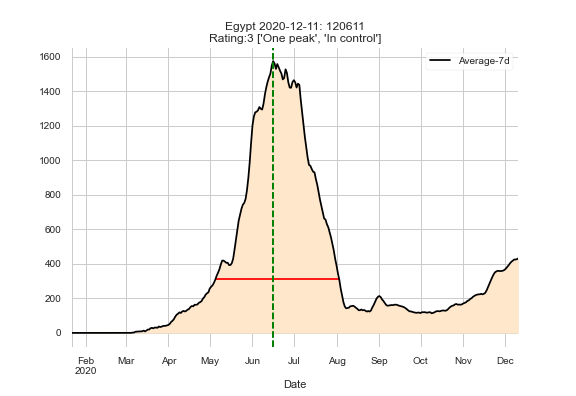 Egypt 2020-12-11: 120611
Rating:3 ['One peak', 'In control']
Average-7d
1600
1400
1200
1000
800
600
400
200
0
Feb Mar Apr May Jun Jul Aug Sep Oct Nov Dec
2020
Date